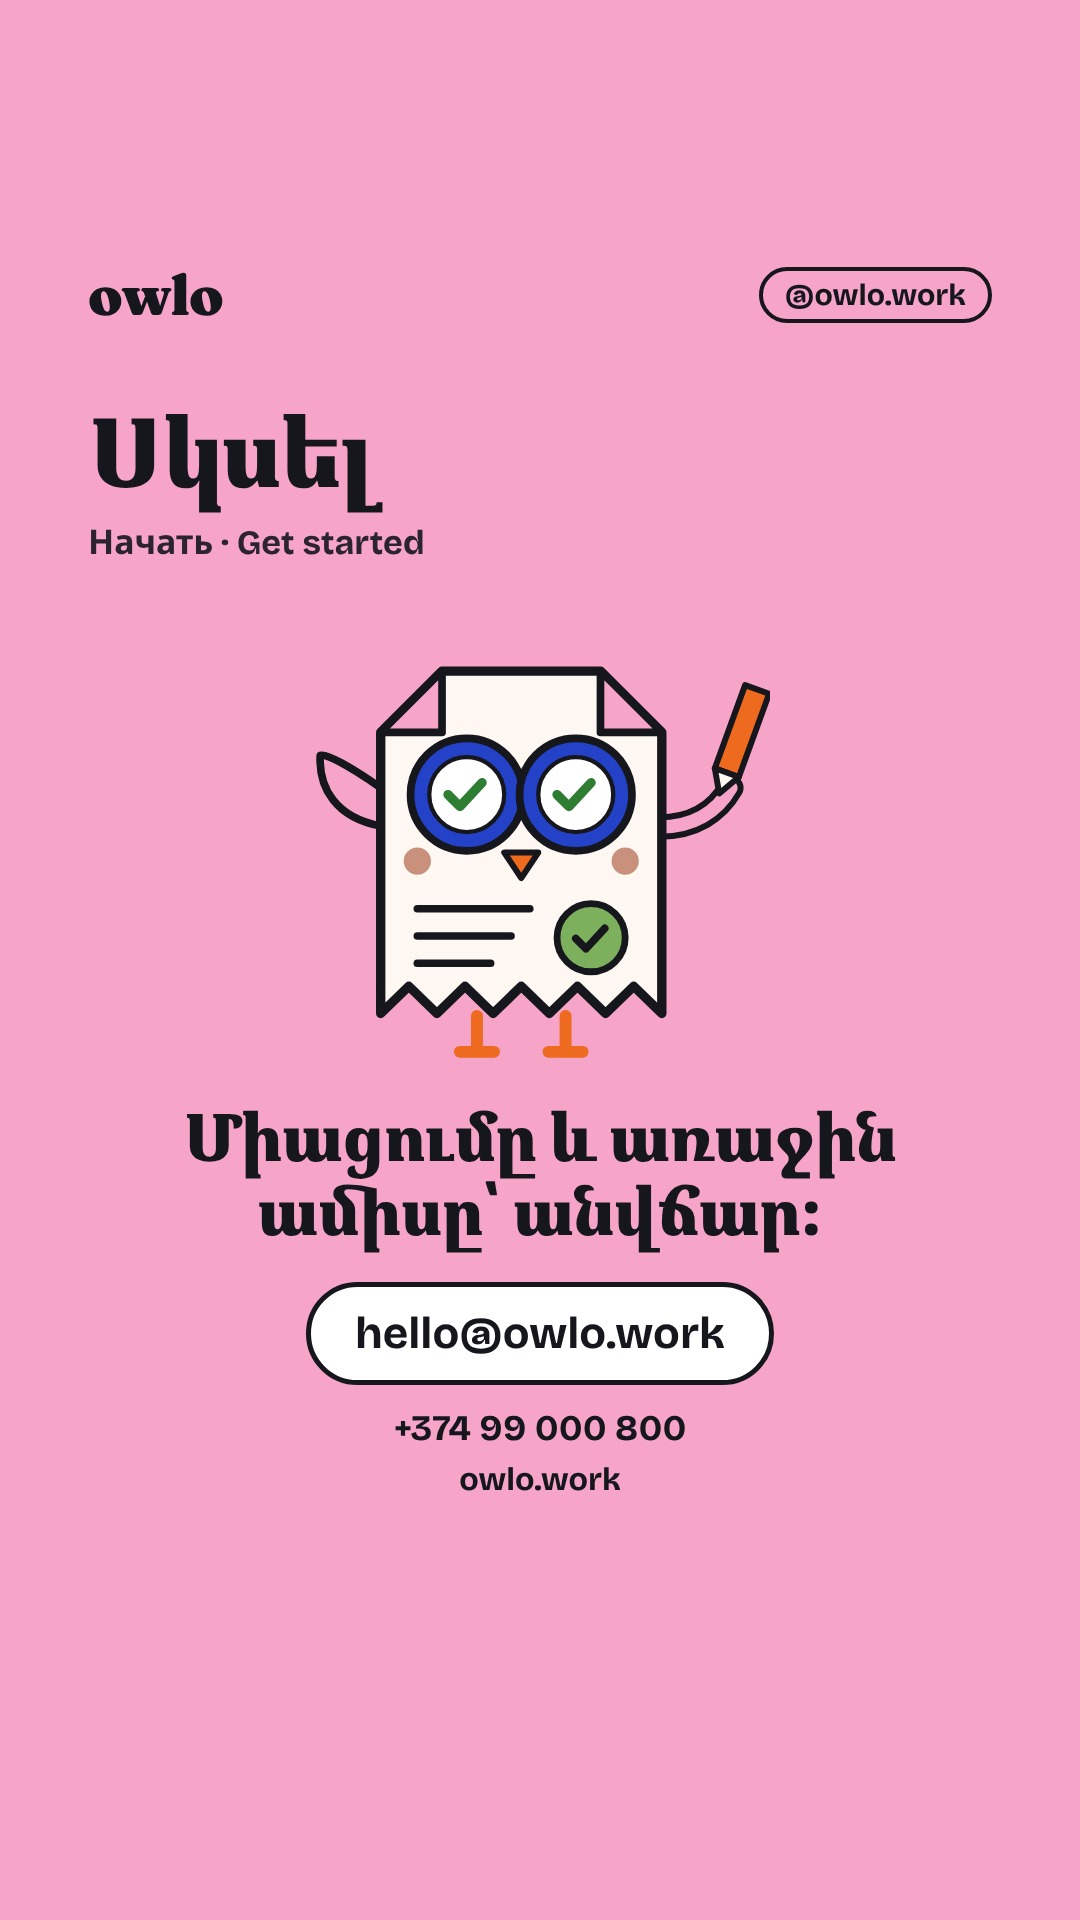 owlo
@owlo.work
Սկսել
Начать · Get started
Միացումը և առաջին
ամիսը՝ անվճար:
hello@owlo.work
+374 99 000 800
owlo.work